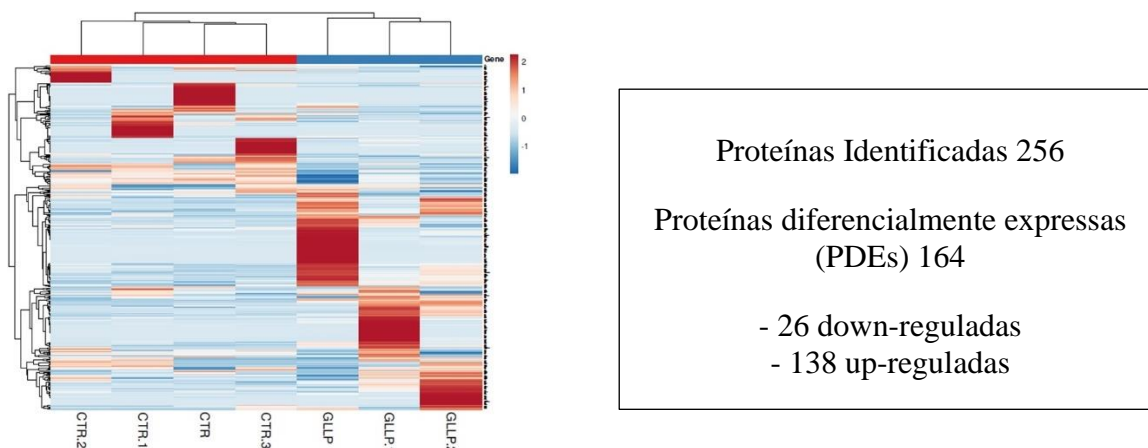 Gene
2
1
0
-1
CTR.2
CTR.1
CTR
CTR.3
GLLP
GLLP.
Proteínas Identificadas 256
Proteínas diferencialmente expressas
(PDEs) 164
- 26 down-reguladas
- 138 up-reguladas